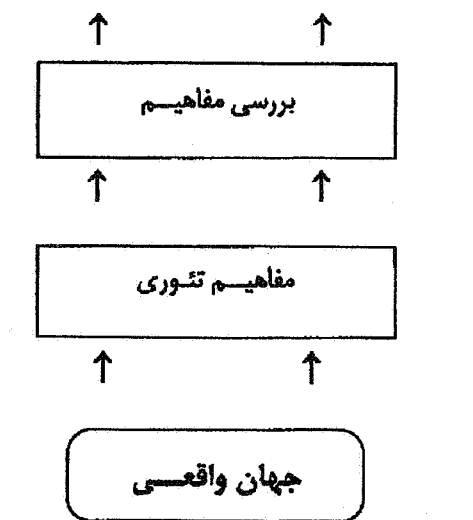 بررسی مفاهیم
مفاهیم تئوری
جهان واقعی